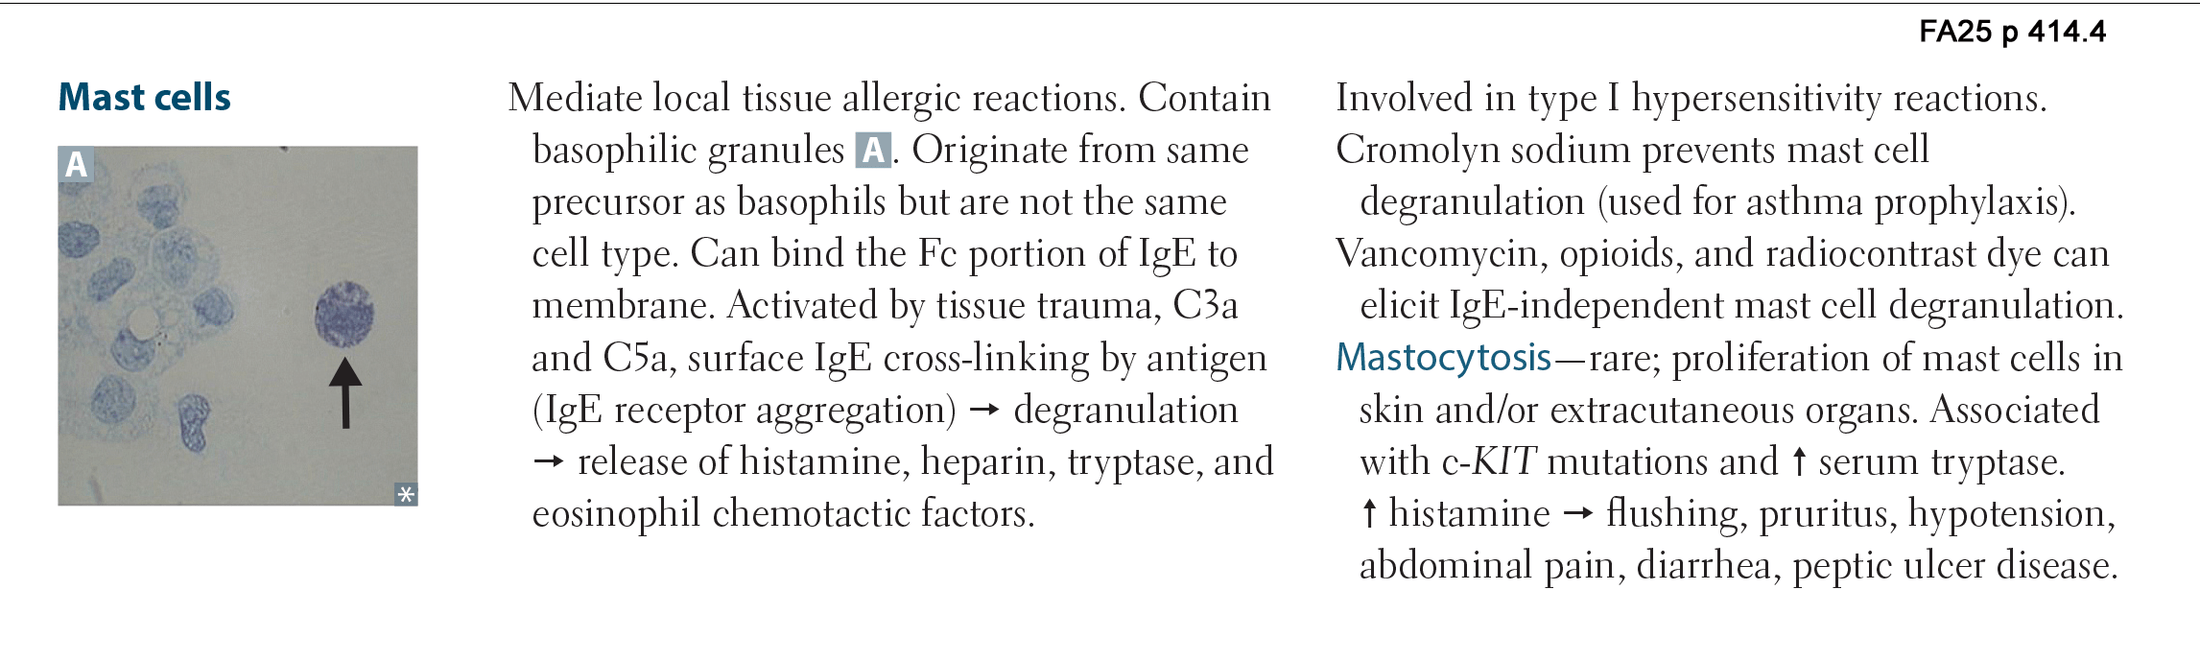 FA25 p 414.4
Mast cells
A
*
Mediate local tissue allergic reactions. Contain
basophilic granules A. Originate from same
precursor as basophils but are not the same
cell type. Can bind the Fc portion of IgE to
membrane. Activated by tissue trauma, C3a
and C5a, surface IgE cross-linking by antigen
(IgE receptor aggregation) → degranulation
→ release of histamine, heparin, tryptase, and
eosinophil chemotactic factors.
Involved in type I hypersensitivity reactions.
Cromolyn sodium prevents mast cell
degranulation (used for asthma prophylaxis).
Vancomycin, opioids, and radiocontrast dye can
elicit IgE-independent mast cell degranulation.
Mastocytosis—rare; proliferation of mast cells in
skin and/or extracutaneous organs. Associated
with c-KIT mutations and ↑ serum tryptase.
↑ histamine → flushing, pruritus, hypotension,
abdominal pain, diarrhea, peptic ulcer disease.